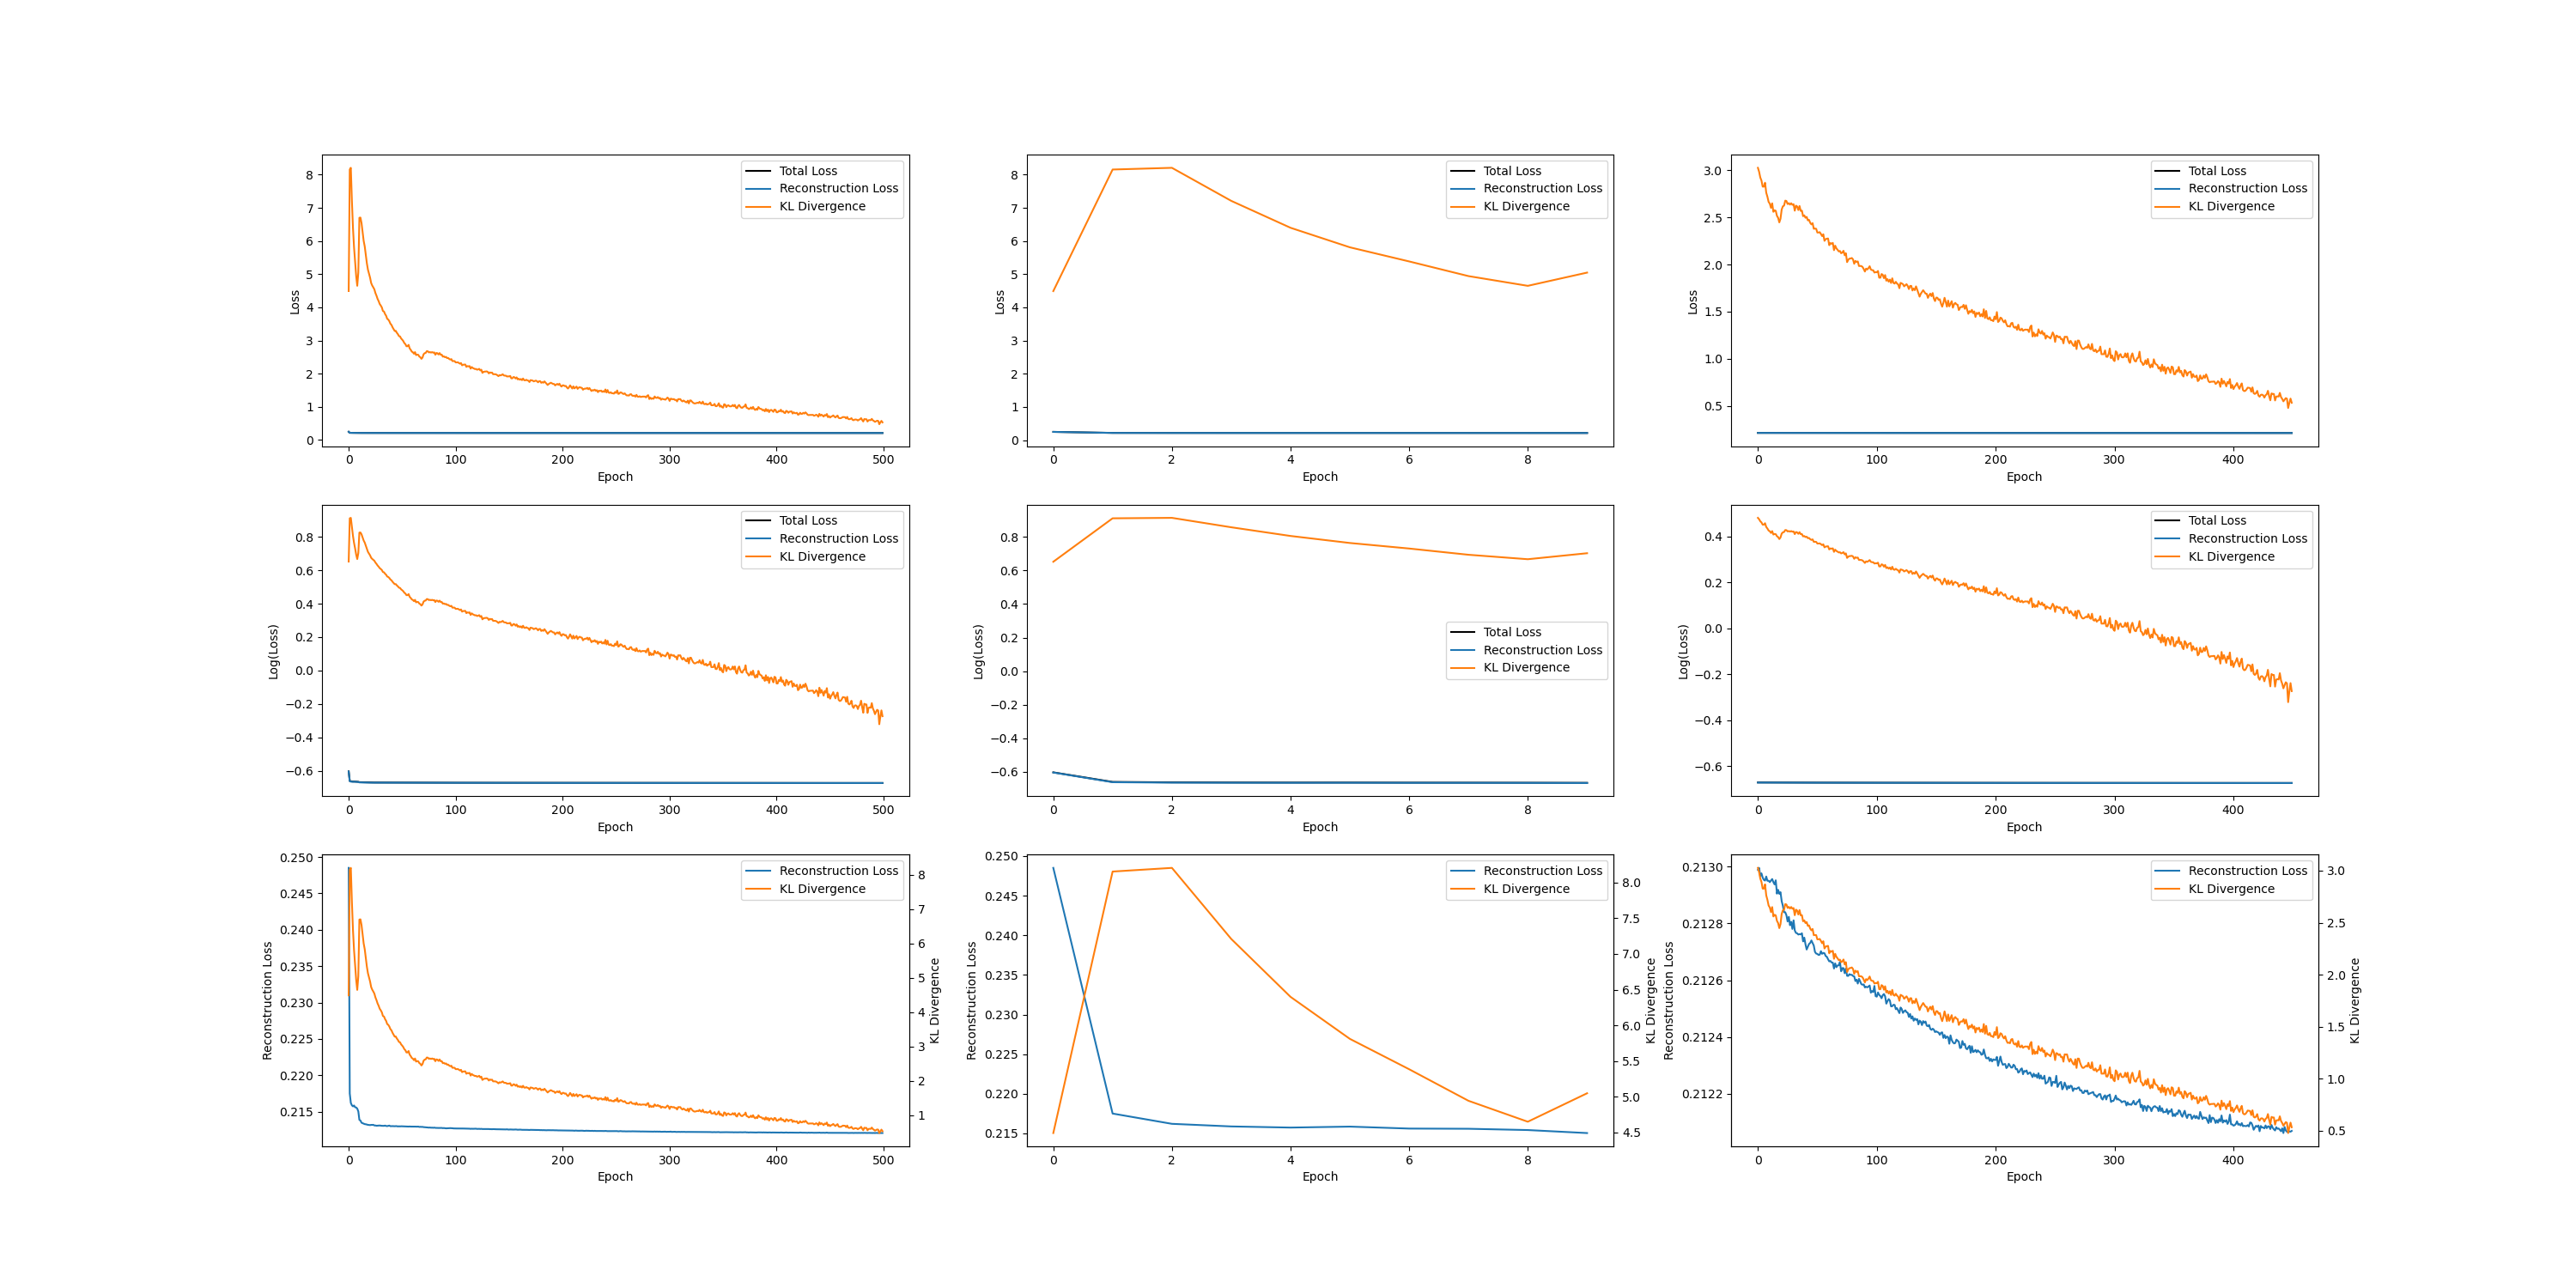 Total Loss
Reconstruction Loss
KL Divergence
8
7
6
5
4
3
2
1
0
Loss
0 100 200 300 400 500
Epoch
Total Loss
Reconstruction Loss
KL Divergence
8
7
6
5
4
3
2
1
0
Loss
0 2 4 6 8
Epoch
Total Loss
Reconstruction Loss
KL Divergence
3.0
2.5
2.0
1.5
1.0
0.5
Loss
0 100 200 300 400
Epoch
Total Loss
Reconstruction Loss
KL Divergence
0.8
0.6
0.4
0.2
0.0
−0.2
−0.4
−0.6
Log(Loss)
0 100 200 300 400 500
Epoch
Total Loss
Reconstruction Loss
KL Divergence
0.8
0.6
0.4
0.2
0.0
−0.2
−0.4
−0.6
Log(Loss)
0 2 4 6 8
Epoch
Total Loss
Reconstruction Loss
KL Divergence
0.4
0.2
0.0
−0.2
−0.4
−0.6
Log(Loss)
0 100 200 300 400
Epoch
Reconstruction Loss
KL Divergence
0.250
0.245
0.240
0.235
0.230
0.225
0.220
0.215
Reconstruction Loss
8
7
6
5
4
3
2
1
KL Divergence
0 100 200 300 400 500
Epoch
Reconstruction Loss
KL Divergence
0.250
0.245
0.240
0.235
0.230
0.225
0.220
0.215
Reconstruction Loss
8.0
7.5
7.0
6.5
6.0
5.5
5.0
4.5
KL Divergence
0 2 4 6 8
Epoch
Reconstruction Loss
KL Divergence
0.2130
0.2128
0.2126
0.2124
0.2122
Reconstruction Loss
3.0
2.5
2.0
1.5
1.0
0.5
KL Divergence
0 100 200 300 400
Epoch